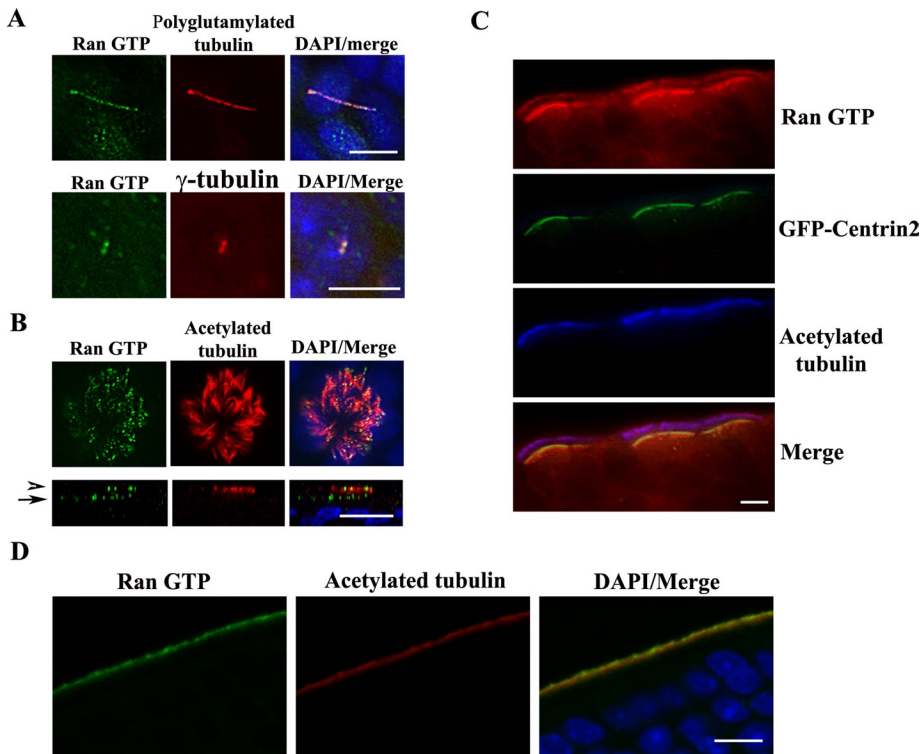 A
Polyglutamylated
Ran GTP tubulin DAPI/merge
Ran GTP γ-tubulin DAPI/Merge
B
Acetylated
Ran GTP tubulin DAPI/Merge
C
Ran GTP
GFP-Centrin2
Acetylated
tubulin
Merge
D
Ran GTP Acetylated tubulin DAPI/Merge